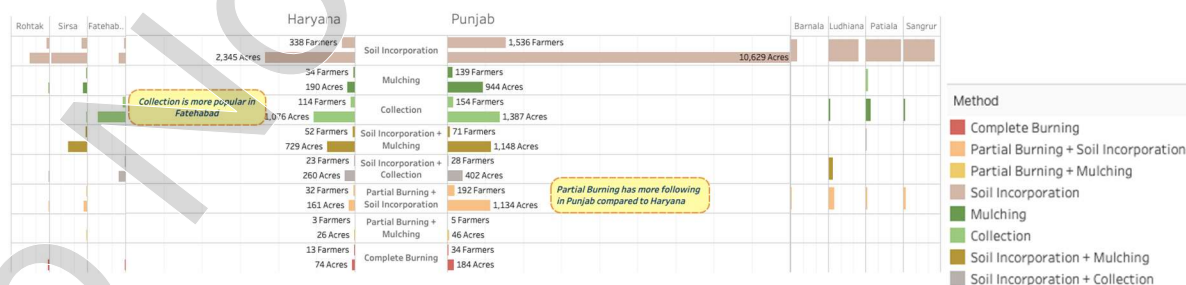 Haryana Punjab
Rohtak Sirsa Fatehab.. Barnala Ludhiana Patiala Sangrur
338 Farmers Soil Incorporation 1,536 Farmers
2,345 Acres 10,629 Acres
34 Farmers Mulching 139 Farmers
190 Acres 944 Acres
Collection is more popular in
Fatehabad
114 Farmers Collection 154 Farmers
1,076 Acres 1,387 Acres
52 Farmers Soil Incorporation + 71 Farmers
729 Acres Mulching 1,148 Acres
23 Farmers Soil Incorporation + 28 Farmers
260 Acres Collection 402 Acres
32 Farmers Partial Burning + 192 Farmers
161 Acres Soil Incorporation 1,134 Acres
Partial Burning has more following
in Punjab compared to Haryana
3 Farmers Partial Burning + 5 Farmers
26 Acres Mulching 46 Acres
13 Farmers Complete Burning 34 Farmers
74 Acres 184 Acres
Method
Complete Burning
Partial Burning + Soil Incorporation
Partial Burning + Mulching
Soil Incorporation
Mulching
Collection
Soil Incorporation + Mulching
Soil Incorporation + Collection